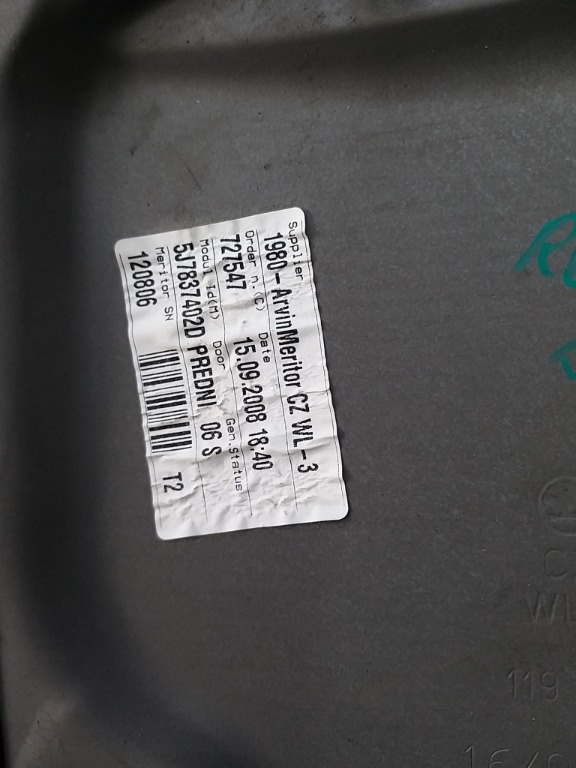 Supplier
1980-ArvinMeritor CZ WL-3
Order n.(C) Date
727547 15.09.2008 18:40
Modul Id(M) Door Gen.Status
5J7837402D PREDNI 06 S
Meritor SN
120806 T2
119